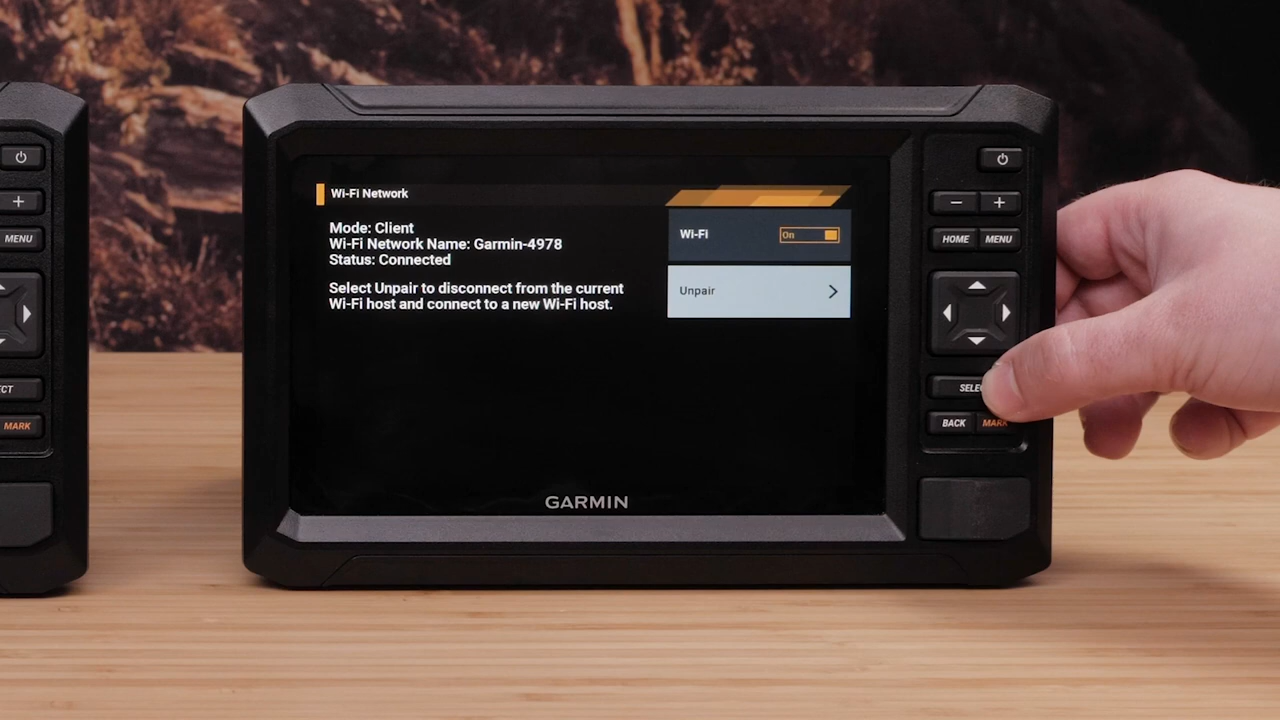 Wi-Fi Network
Mode: Client
Wi-Fi Network Name: Garmin-4978
Status: Connected
Select Unpair to disconnect from the current
Wi-Fi host and connect to a new Wi-Fi host.
Wi-Fi
On
Unpair
GARMIN
HOME
MENU
SELEC
BACK
MARK
MENU
ECT
MARK